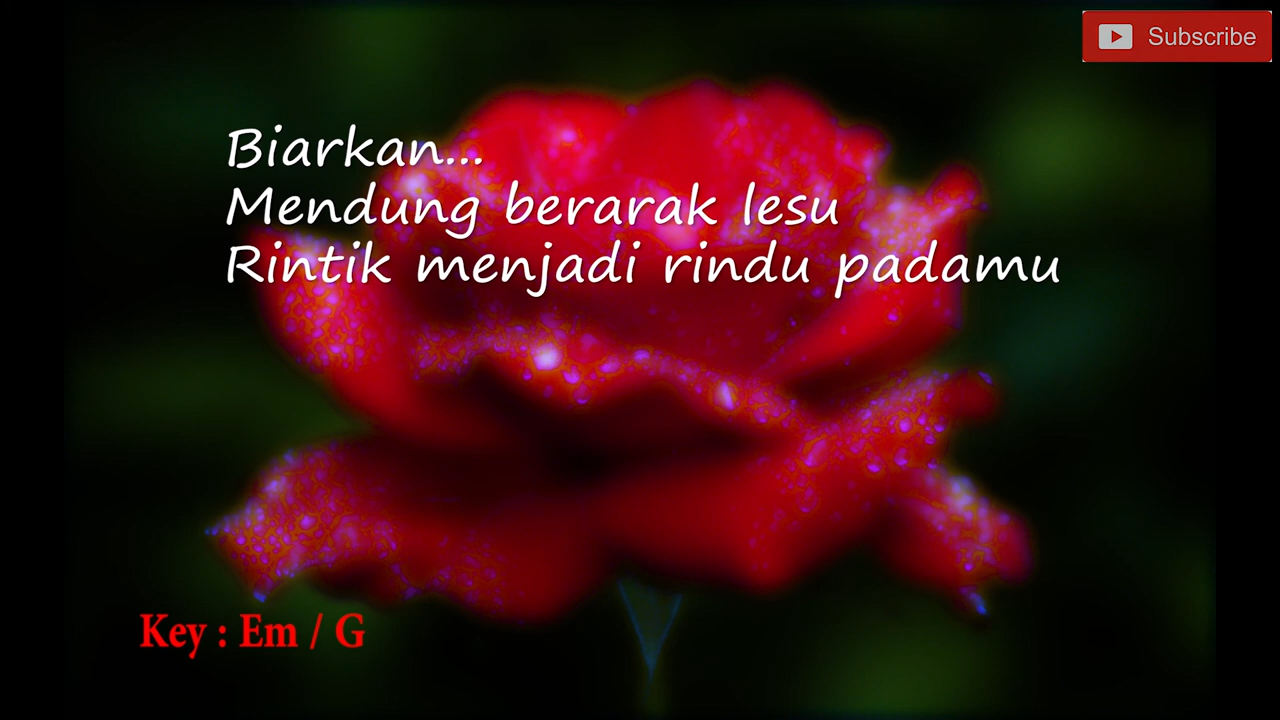 Subscribe
Biarkan...
Mendung berarak lesu
Rintik menjadi rindu padamu
Key : Em / G